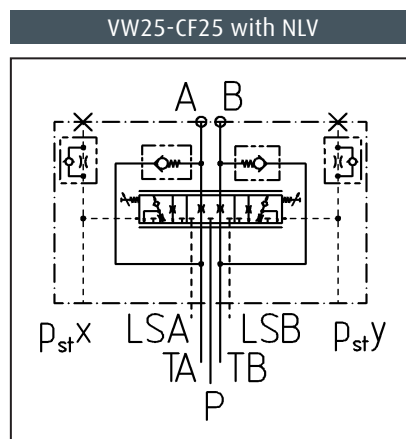 VW25-CF25 with NLV
A B
LSA LSB
pstx psty
TA TB
P